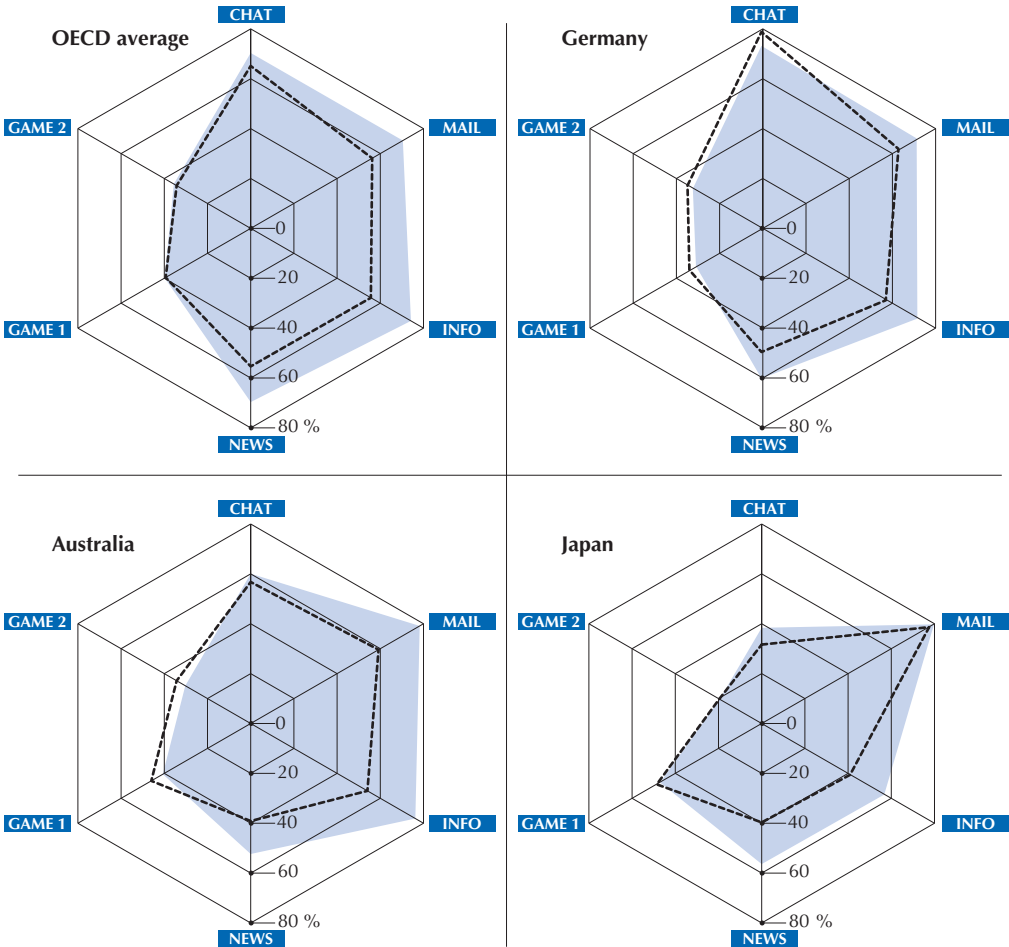 CHAT
OECD average
GAME 2
MAIL
0
20
GAME 1
40
INFO
60
80 %
NEWS
CHAT
Germany
GAME 2
MAIL
0
20
GAME 1
40
INFO
60
80 %
NEWS
CHAT
Australia
GAME 2
MAIL
0
20
GAME 1
40
INFO
60
80 %
NEWS
CHAT
Japan
GAME 2
MAIL
0
20
GAME 1
40
INFO
60
80 %
NEWS